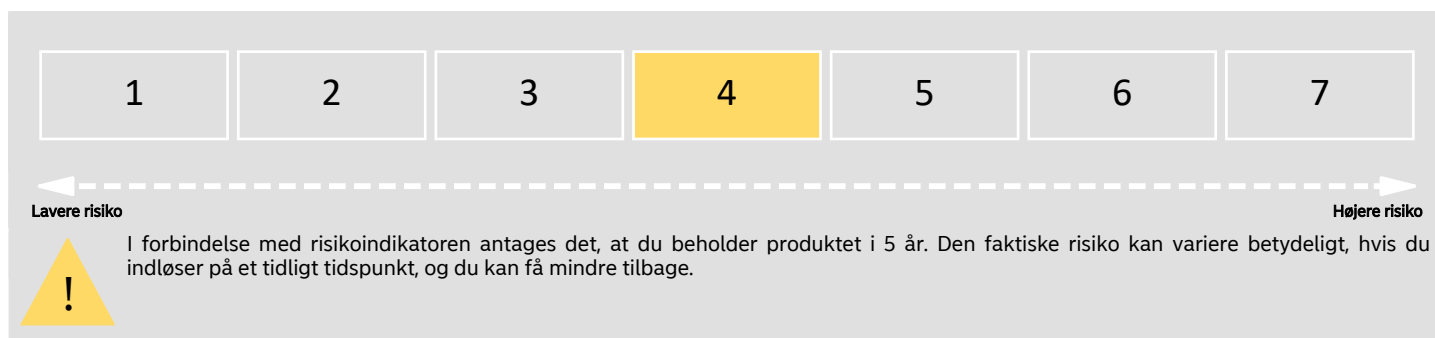 1 2 3 4 5 6 7
Lavere risiko Højere risiko
I forbindelse med risikoindikatoren antages det, at du beholder produktet i 5 år. Den faktiske risiko kan variere betydeligt, hvis du
indløser på et tidligt tidspunkt, og du kan få mindre tilbage.
!